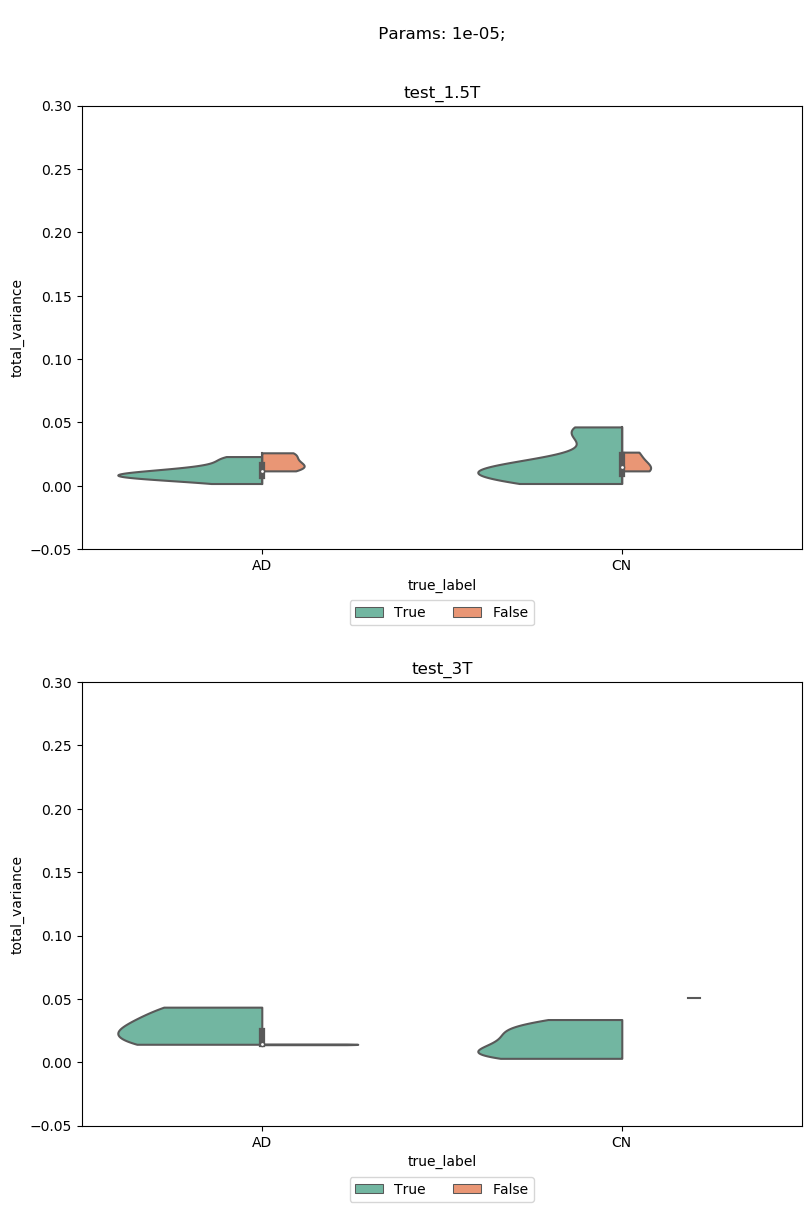 Params: 1e-05;
test_1.5T
0.30
0.25
0.20
0.15
0.10
0.05
0.00
−0.05
total_variance
AD CN
true_label
True False
test_3T
0.30
0.25
0.20
0.15
0.10
0.05
0.00
−0.05
total_variance
AD CN
true_label
True False